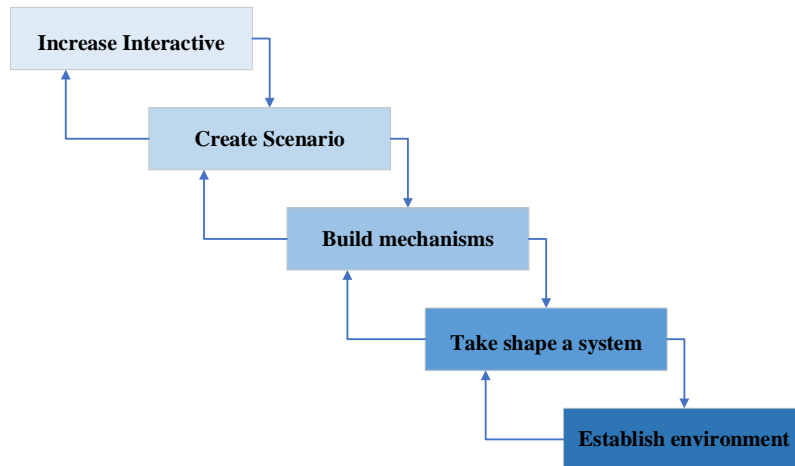 Increase Interactive
Create Scenario
Build mechanisms
Take shape a system
Establish environment